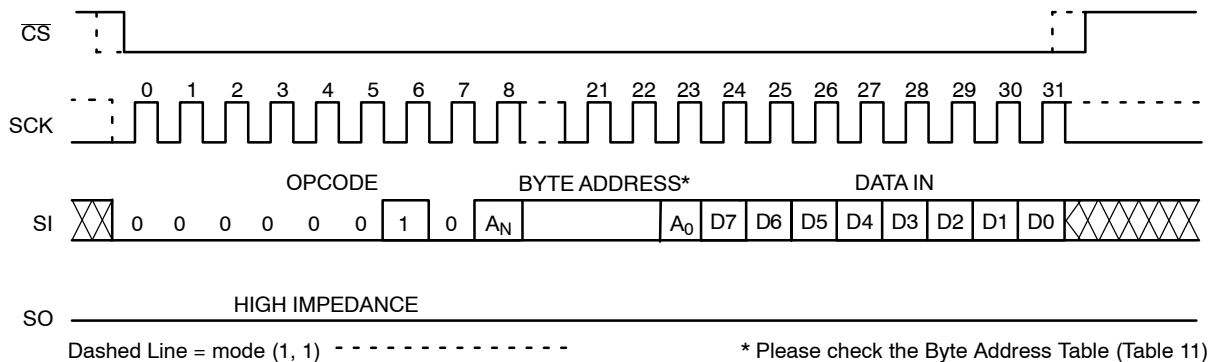 CS
0 1 2 3 4 5 6 7 8 21 22 23 24 25 26 27 28 29 30 31
SCK
OPCODE BYTE ADDRESS* DATA IN
SI 0 0 0 0 0 0 1 0 AN A0 D7 D6 D5 D4 D3 D2 D1 D0
HIGH IMPEDANCE
SO
Dashed Line = mode (1, 1) * Please check the Byte Address Table (Table 11)